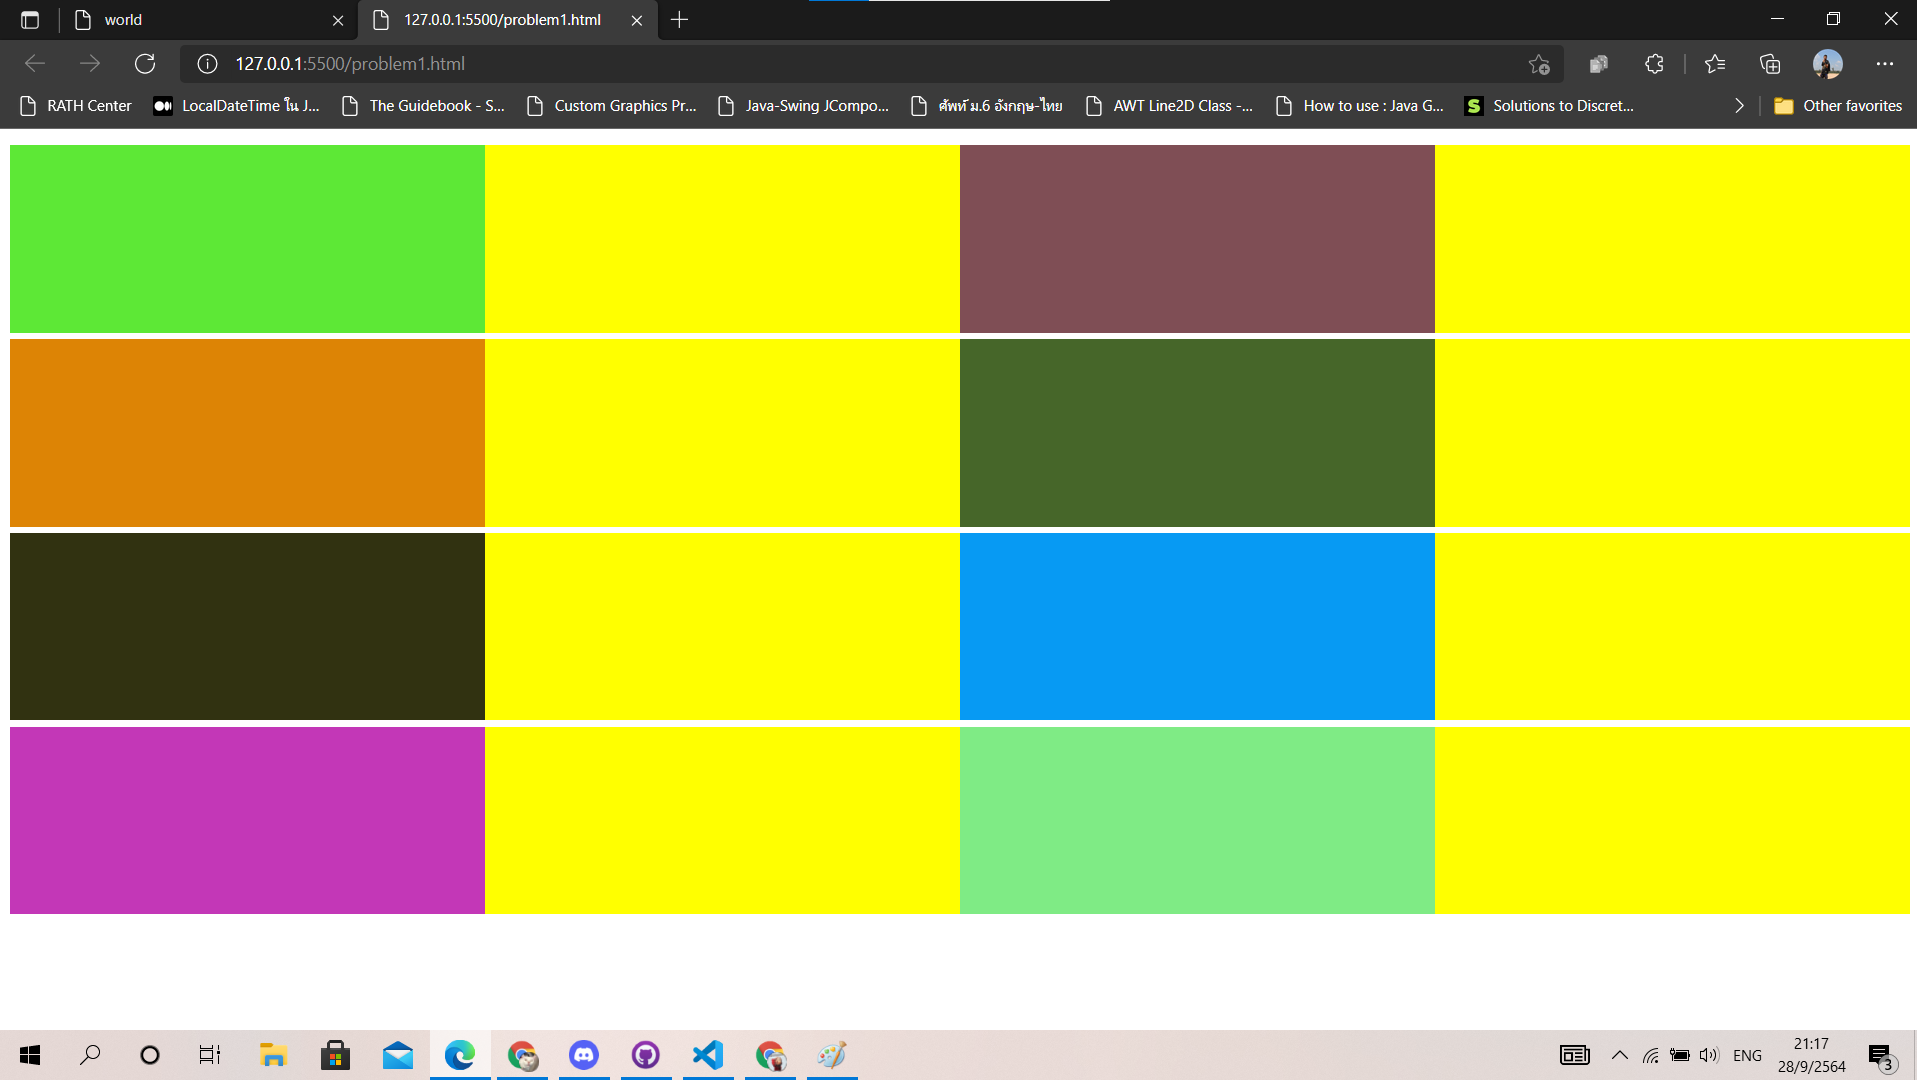 world
127.0.0.1:5500/problem1.html
127.0.0.1:5500/problem1.html
RATH Center
LocalDateTime ใน J...
The Guidebook - S...
Custom Graphics Pr...
Java-Swing JCompo...
ศัพท์ ม.6 อังกฤษ-ไทย
AWT Line2D Class -...
How to use : Java G...
S
Solutions to Discret...
Other favorites
ENG
21:17
28/9/2564
3